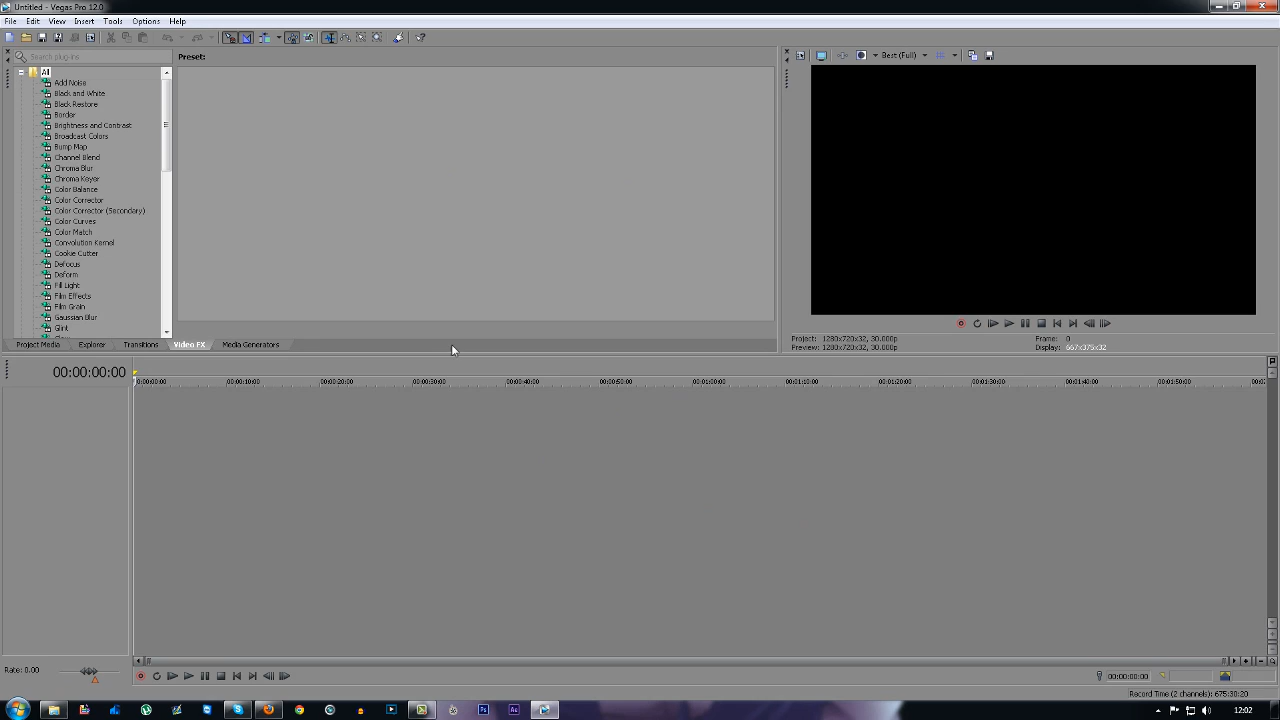 Untitled - Vegas Pro 12.0
File Edit View Insert Tools Options Help
Search plug-ins
Preset:
Best (Full)
All
Add Noise
Black and White
Black Restore
Border
Brightness and Contrast
Broadcast Colors
Bump Map
Channel Blend
Chroma Blur
Chroma Keyer
Color Balance
Color Corrector
Color Corrector (Secondary)
Color Curves
Color Match
Convolution Kernel
Cookie Cutter
Defocus
Deform
Fill Light
Film Effects
Film Grain
Gaussian Blur
Glint
Project Media Explorer Transitions Video FX Media Generators
Project: 1280x720x32, 30.000p Frame: 0
Preview: 1280x720x32, 30.000p Display: 667x375x32
00:00:00:00
00:00:00:00 00:00:10:00 00:00:20:00 00:00:30:00 00:00:40:00 00:00:50:00 00:01:00:00 00:01:10:00 00:01:20:00 00:01:30:00 00:01:40:00 00:01:50:00
Rate: 0.00
00:00:00:00
Record Time (2 channels): 675:30:20
Ps Ae
12:02